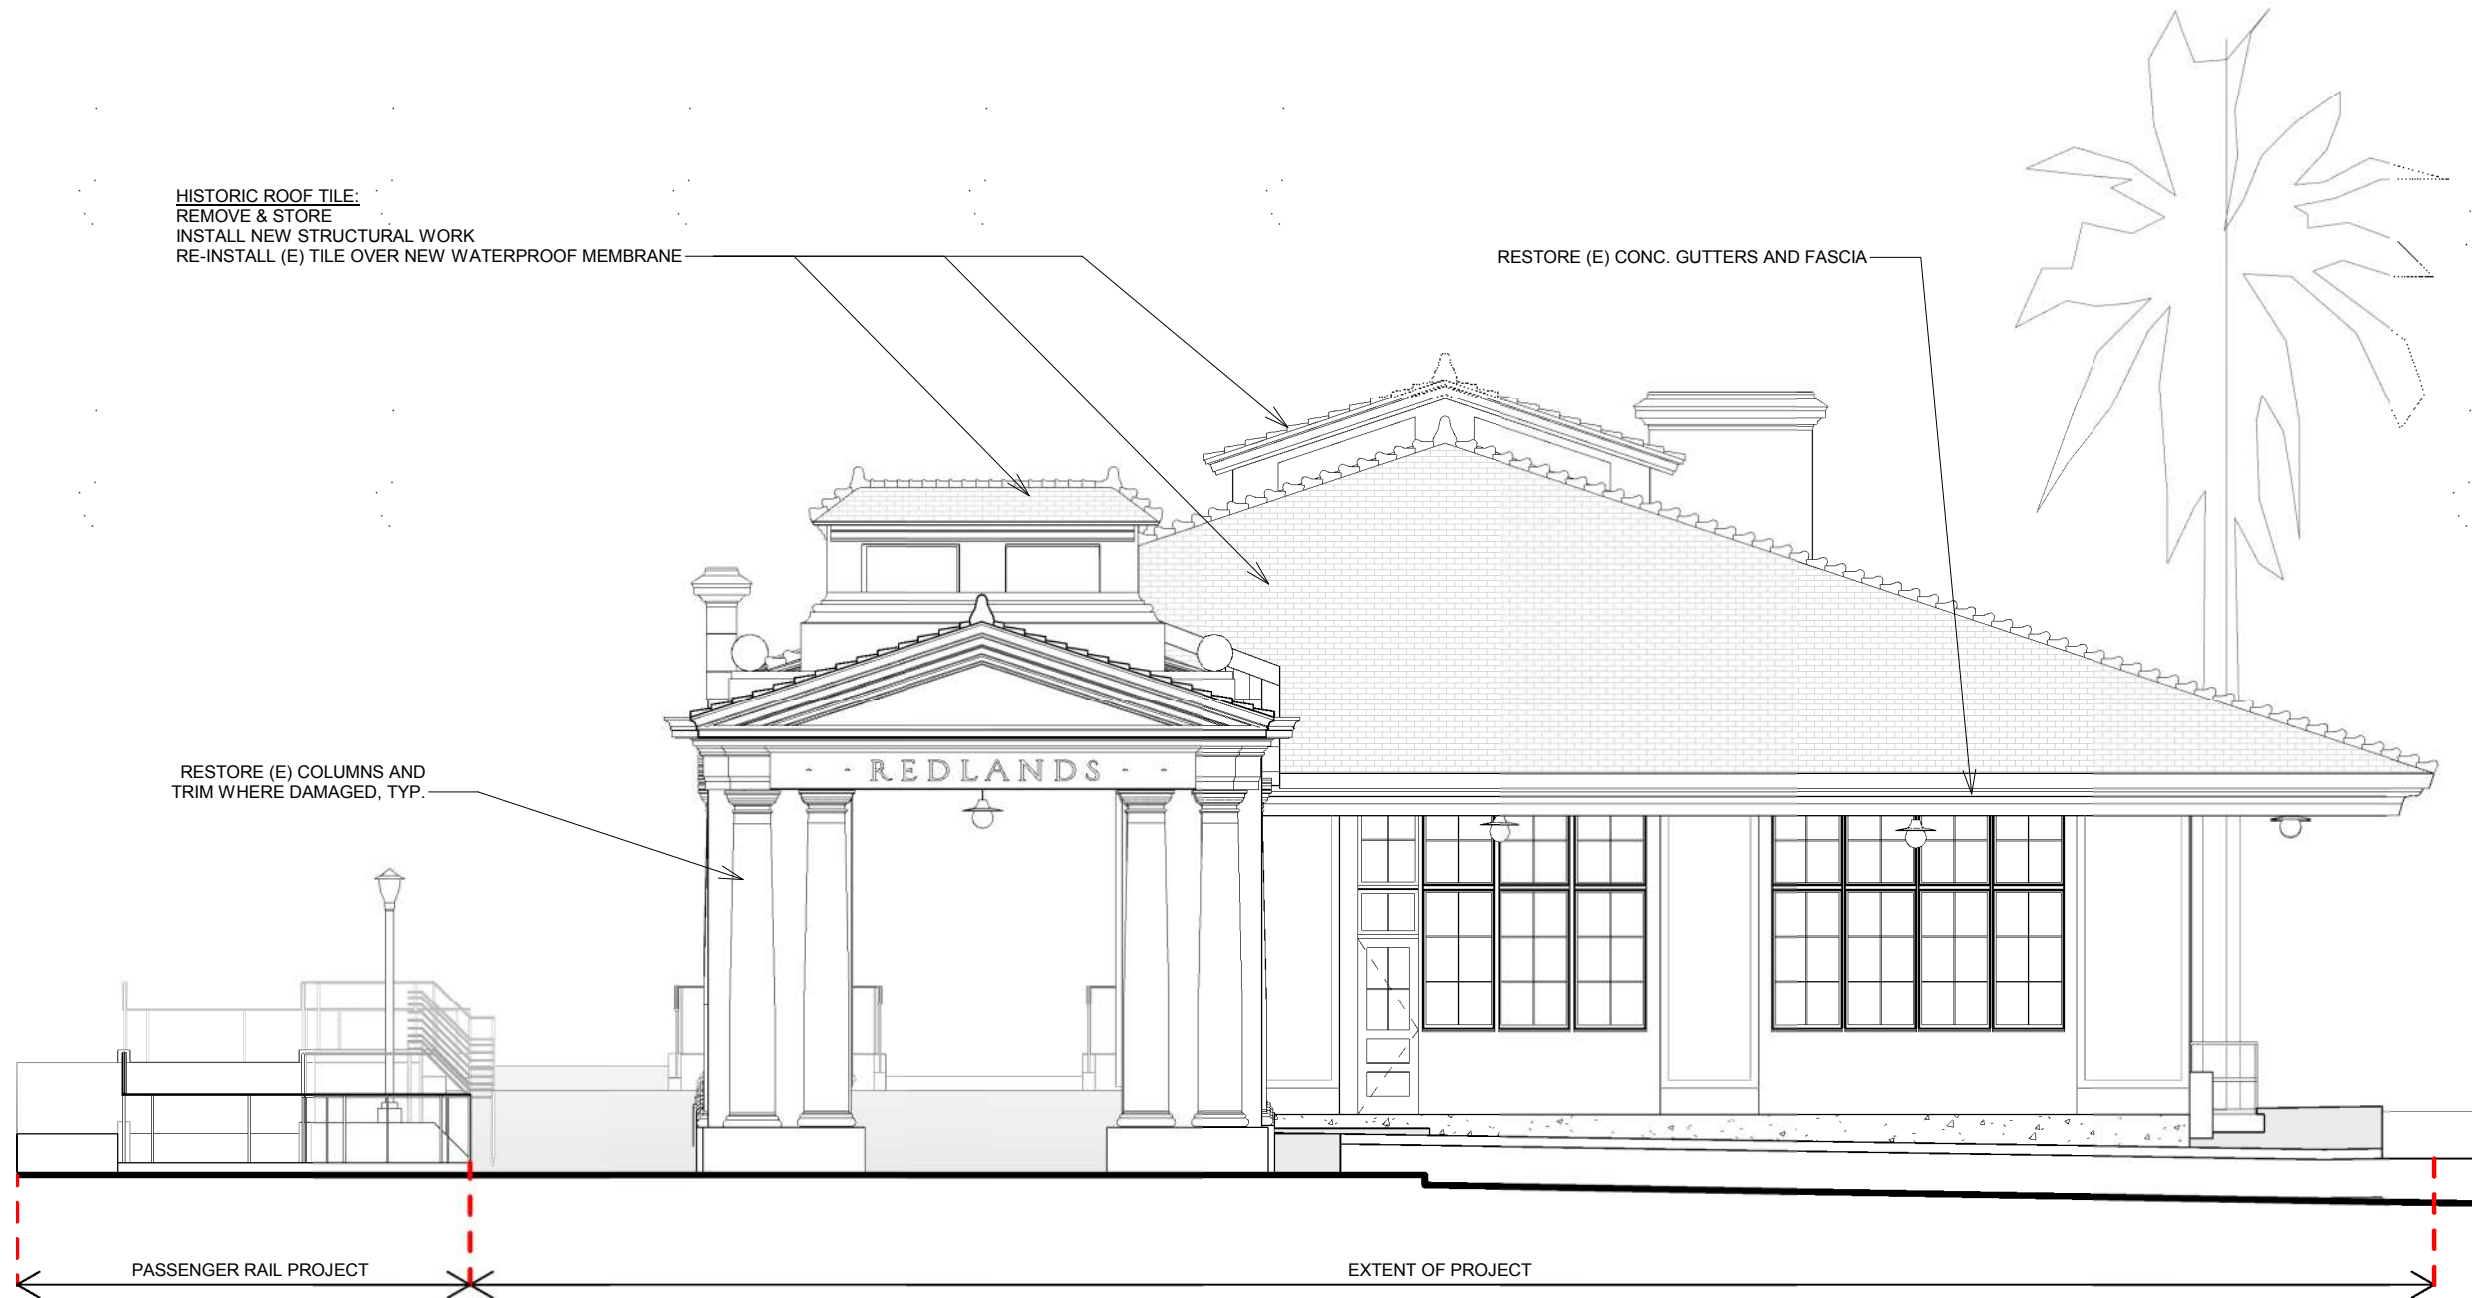 HISTORIC ROOF TILE:
REMOVE & STORE
INSTALL NEW STRUCTURAL WORK
RE-INSTALL (E) TILE OVER NEW WATERPROOF MEMBRANE
RESTORE (E) CONC. GUTTERS AND FASCIA
RESTORE (E) COLUMNS AND
TRIM WHERE DAMAGED, TYP.
- - REDLANDS - -
PASSENGER RAIL PROJECT
EXTENT OF PROJECT